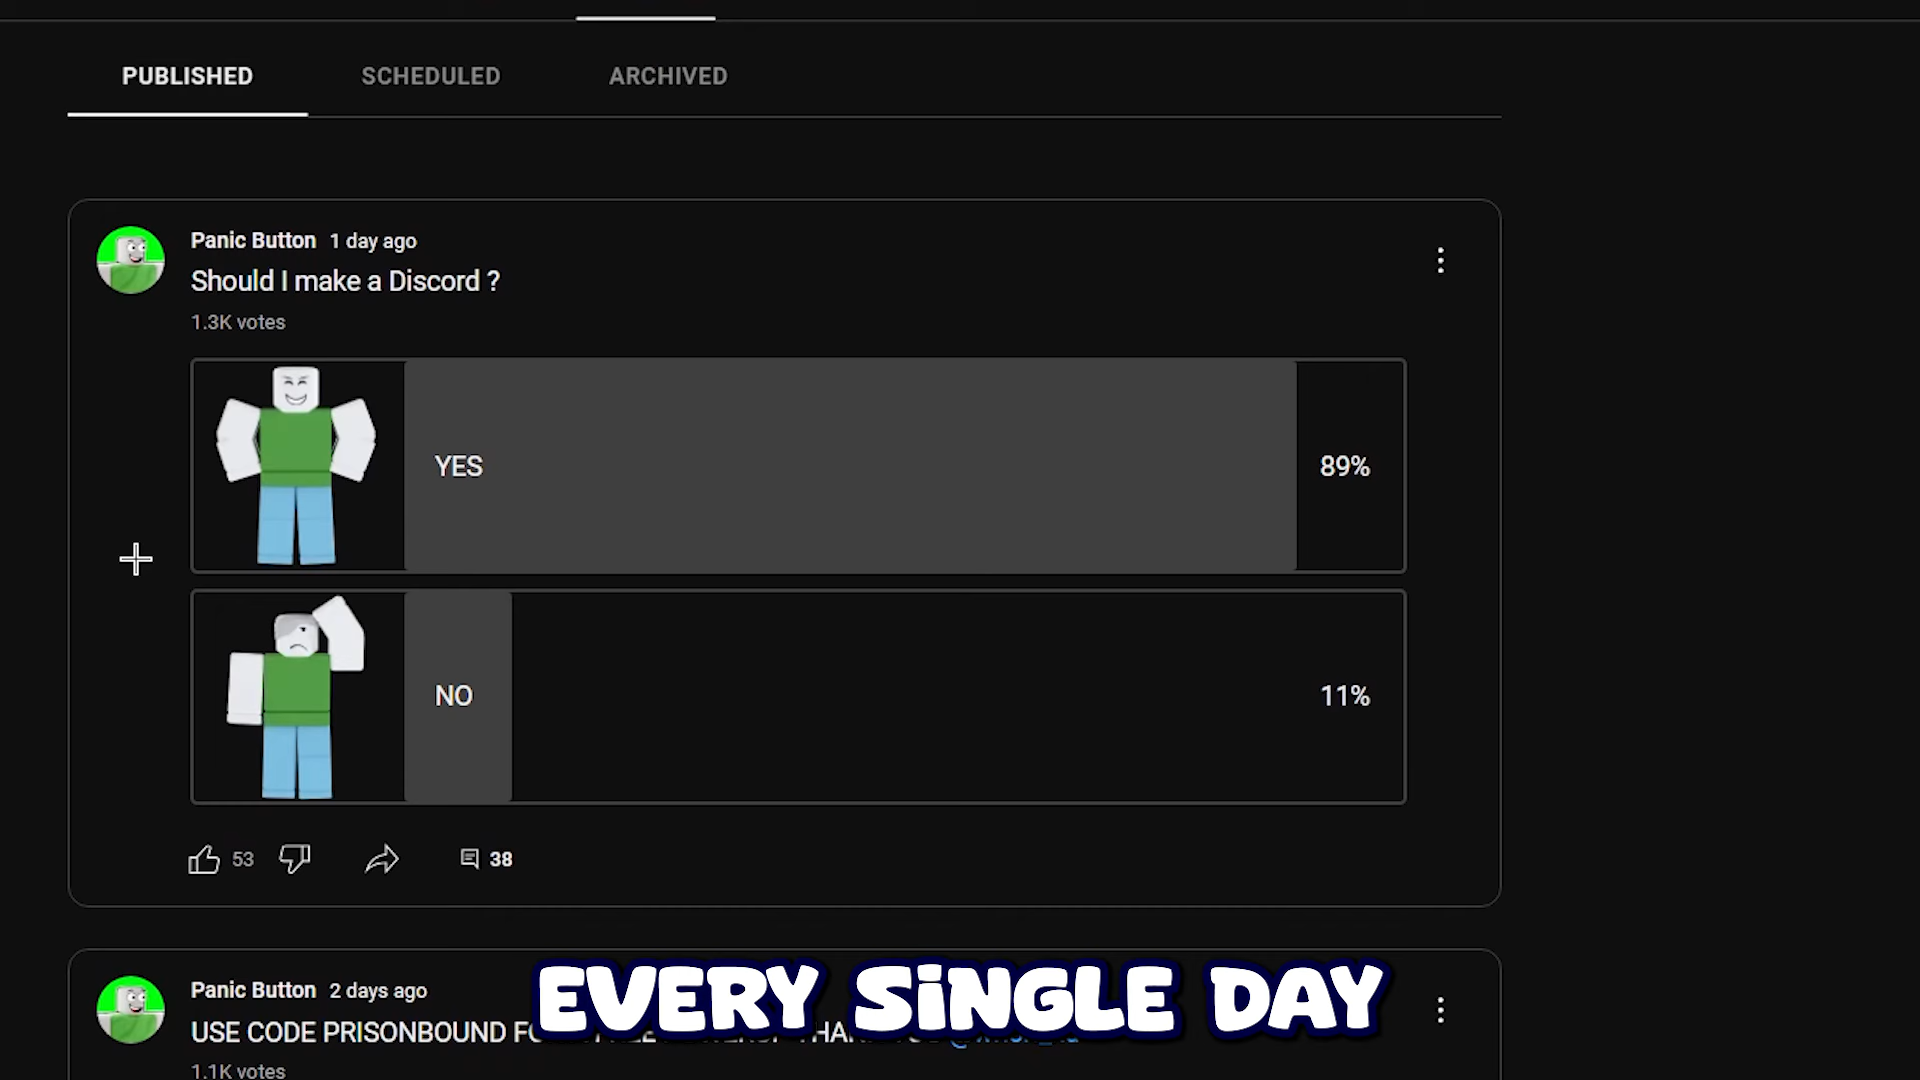 PUBLISHED SCHEDULED ARCHIVED
Panic Button 1 day ago
Should I make a Discord ?
1.3K votes
YES 89%
NO 11%
53 38
Panic Button 2 days ago
USE CODE PRISONBOUND
EVERY SINGLE DAY
1.1K votes